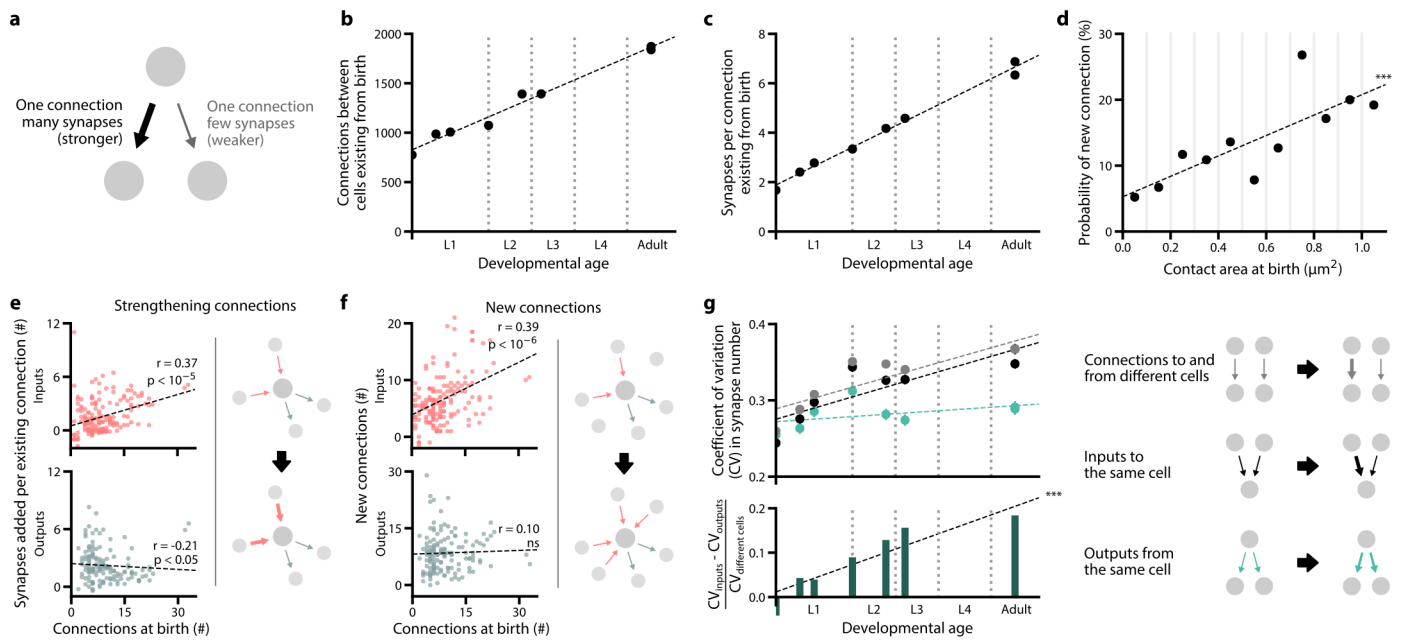 a
One connection
many synapses
(stronger)
One connection
few synapses
(weaker)
b
Connections between
cells existing from birth
2000
1500
1000
500
0
L1
L2
L3
L4
Adult
Developmental age
c
Synapses per connection
existing from birth
8
6
4
2
0
L1
L2
L3
L4
Adult
Developmental age
d
Probability of new connection (%)
30
20
10
0
***
0.0
0.2
0.4
0.6
0.8
1.0
Contact area at birth (μm²)
e
Strengthening connections
Synapses added per existing connection (#)
Inputs
12
6
0
r = 0.37
p < 10⁻⁵
Outputs
12
6
0
r = -0.21
p < 0.05
0
15
30
Connections at birth (#)
f
New connections
New connections (#)
Inputs
20
10
0
r = 0.39
p < 10⁻⁶
Outputs
30
15
0
r = 0.10
ns
0
15
30
Connections at birth (#)
g
Coefficient of variation
(CV) in synapse number
0.4
0.3
0.2
CVinputs - CVoutputs
CVdifferent cells
0.2
0.1
0.0
***
L1
L2
L3
L4
Adult
Developmental age
Connections to and
from different cells
Inputs to
the same cell
Outputs from
the same cell